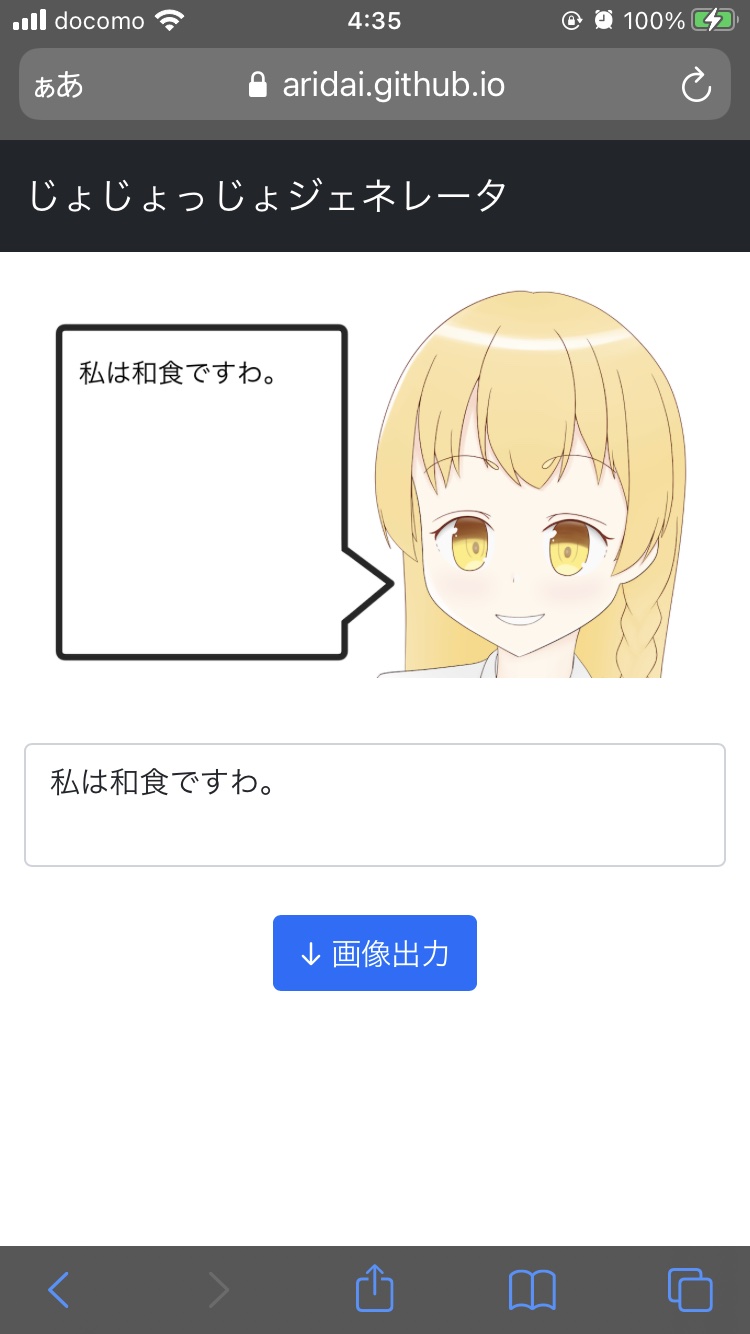 docomo 4:35 100%
ぁあ aridai.github.io
じょじょっじょジェネレータ
私は和食ですわ。
私は和食ですわ。
↓ 画像出力